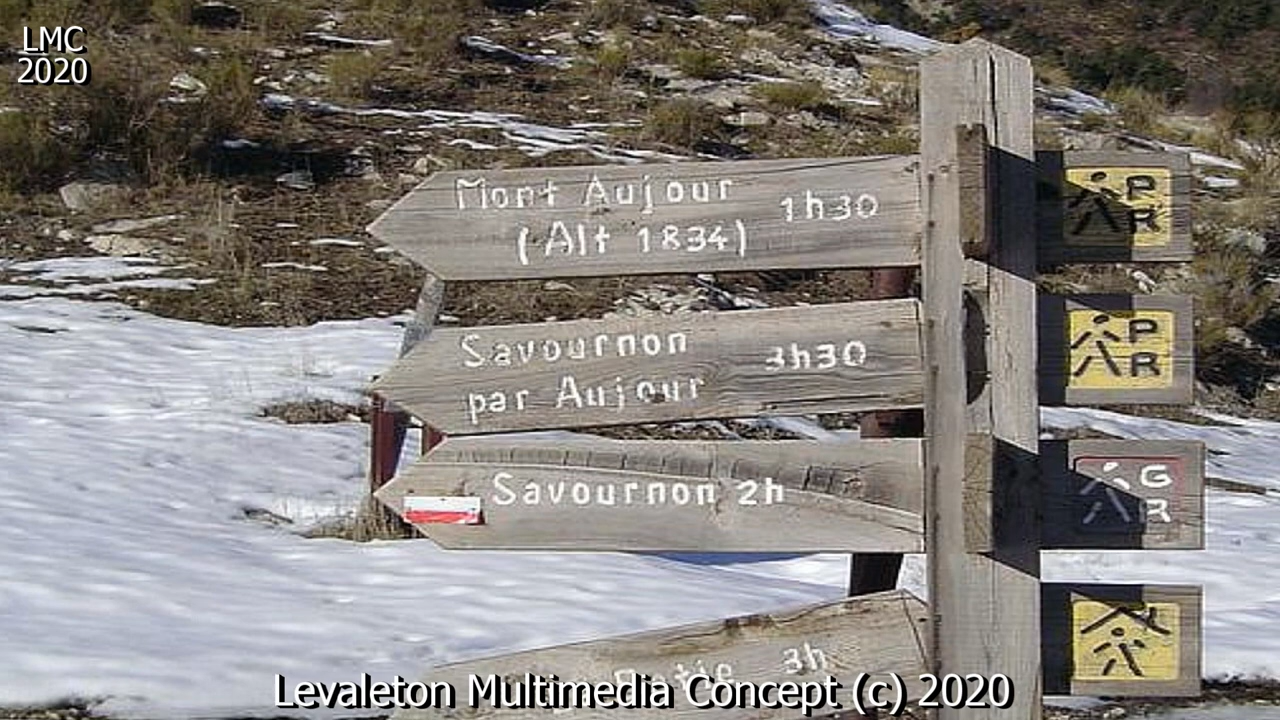 LMC
2020
Mont Aujour
(Alt 1834)
1h30
PR
Savournon
par Aujour
3h30
PR
Savournon 2h
GR
3h
Levaleton Multimedia Concept (c) 2020